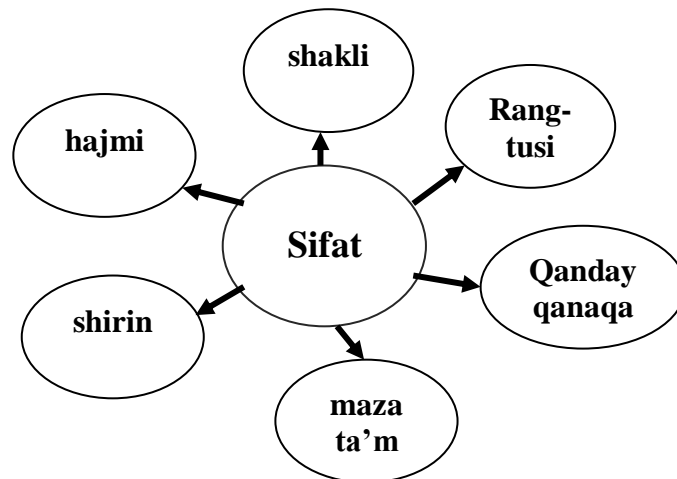 shakli
Rang-
tusi
hajmi
Sifat
Qanday
qanaqa
shirin
maza
ta’m